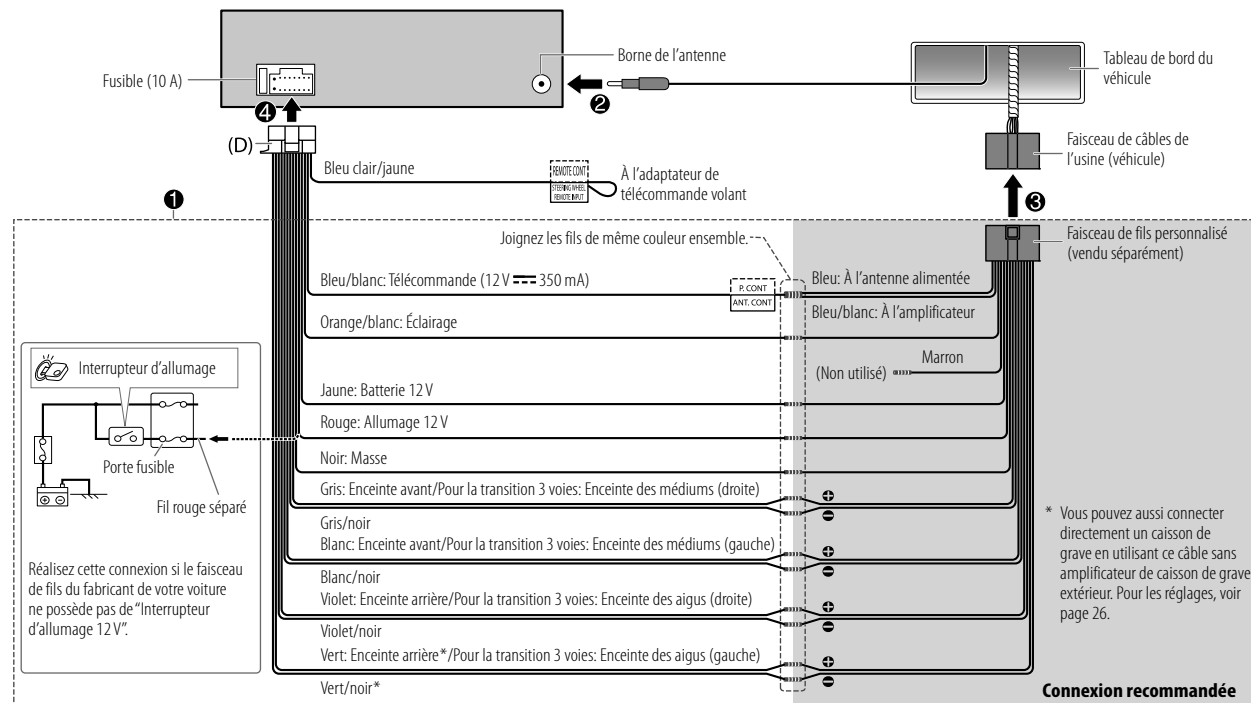 Fusible (10 A)
Borne de l'antenne
Tableau de bord du
véhicule
❹
❷
(D)
Faisceau de câbles de
l'usine (véhicule)
Bleu clair/jaune
REMOTE CONT
STEERING WHEEL
REMOTE INPUT
À l'adaptateur de
télécommande volant
❶
❸
Joignez les fils de même couleur ensemble.
Faisceau de fils personnalisé
(vendu séparément)
Bleu/blanc: Télécommande (12 V ⎓ 350 mA)
P. CONT
ANT. CONT
Bleu: À l'antenne alimentée
Bleu/blanc: À l'amplificateur
Orange/blanc: Éclairage
Marron
(Non utilisé)
Interrupteur d'allumage
Jaune: Batterie 12 V
Rouge: Allumage 12 V
Porte fusible
Fil rouge séparé
Noir: Masse
Gris: Enceinte avant/Pour la transition 3 voies: Enceinte des médiums (droite)
Gris/noir
Blanc: Enceinte avant/Pour la transition 3 voies: Enceinte des médiums (gauche)
Blanc/noir
Violet: Enceinte arrière/Pour la transition 3 voies: Enceinte des aigus (droite)
Violet/noir
Vert: Enceinte arrière*/Pour la transition 3 voies: Enceinte des aigus (gauche)
Vert/noir*
Réalisez cette connexion si le faisceau
de fils du fabricant de votre voiture
ne possède pas de "Interrupteur
d'allumage 12 V".
* Vous pouvez aussi connecter
directement un caisson de
grave en utilisant ce câble sans
amplificateur de caisson de grave
extérieur. Pour les réglages, voir
page 26.
Connexion recommandée